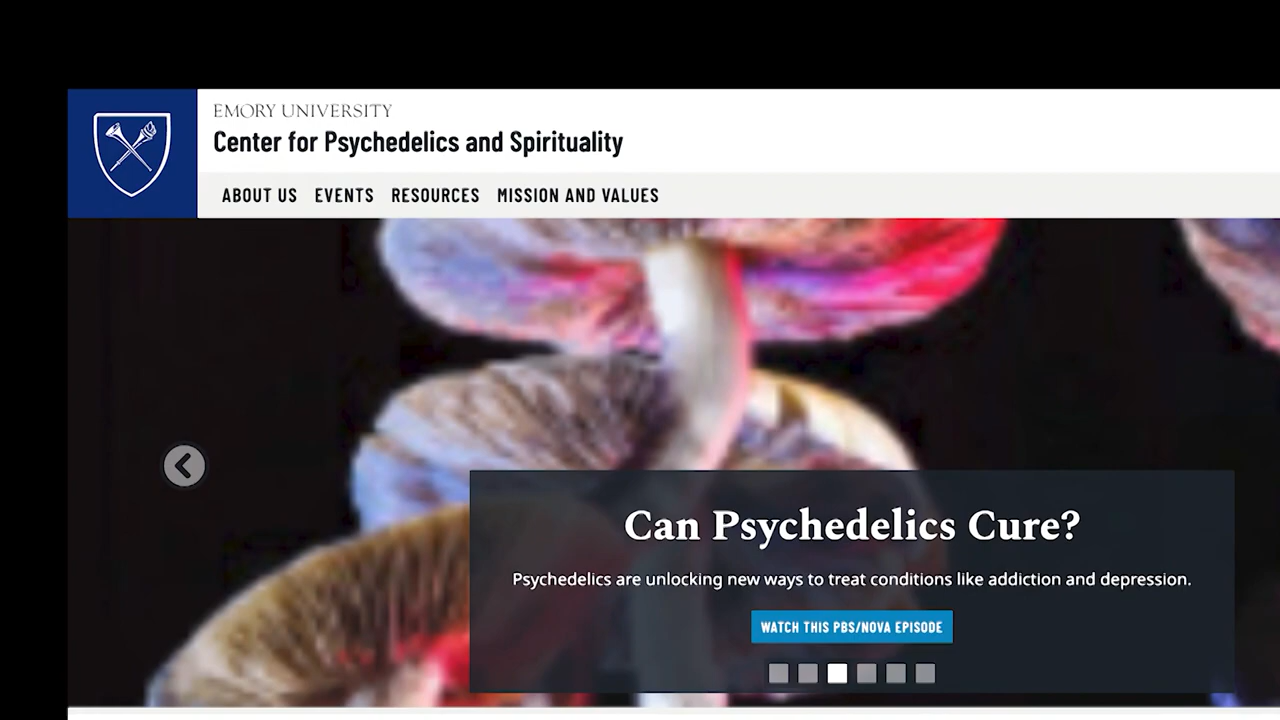 EMORY UNIVERSITY
Center for Psychedelics and Spirituality
ABOUT US EVENTS RESOURCES MISSION AND VALUES
Can Psychedelics Cure?
Psychedelics are unlocking new ways to treat conditions like addiction and depression.
WATCH THIS PBS/NOVA EPISODE